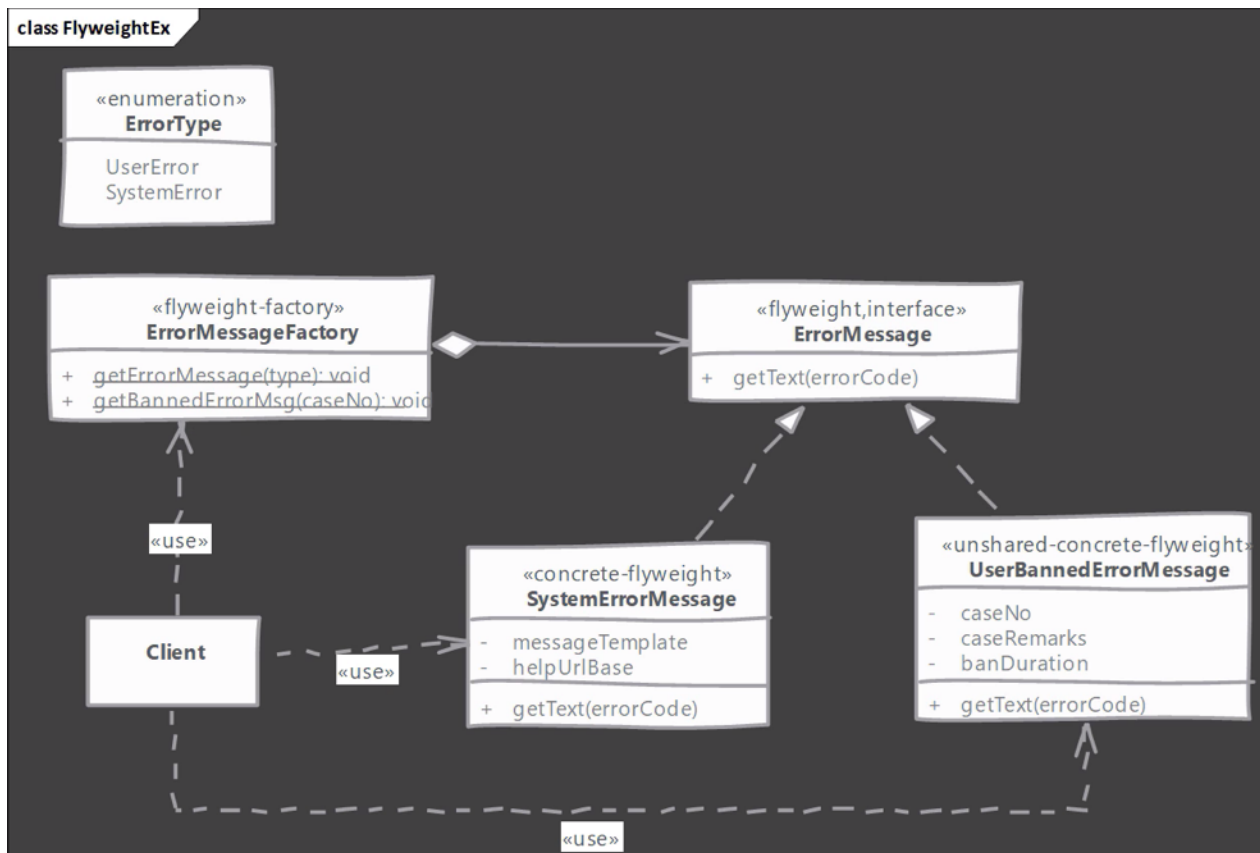 class FlyweightEx
«enumeration»
ErrorType
UserError
SystemError
«flyweight-factory»
ErrorMessageFactory
+ getErrorMessage(type): void
+ getBannedErrorMsg(caseNo): void
«flyweight,interface»
ErrorMessage
+ getText(errorCode)
«use»
Client
«use»
«concrete-flyweight»
SystemErrorMessage
- messageTemplate
- helpUrlBase
+ getText(errorCode)
«unshared-concrete-flyweight»
UserBannedErrorMessage
- caseNo
- caseRemarks
- banDuration
+ getText(errorCode)
«use»